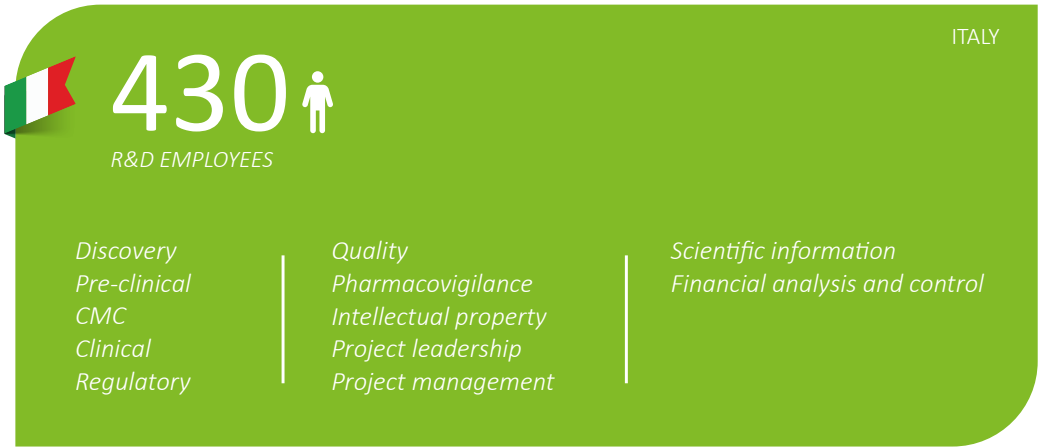 ITALY
430
R&D EMPLOYEES
Discovery
Pre-clinical
CMC
Clinical
Regulatory
Quality
Pharmacovigilance
Intellectual property
Project leadership
Project management
Scientific information
Financial analysis and control